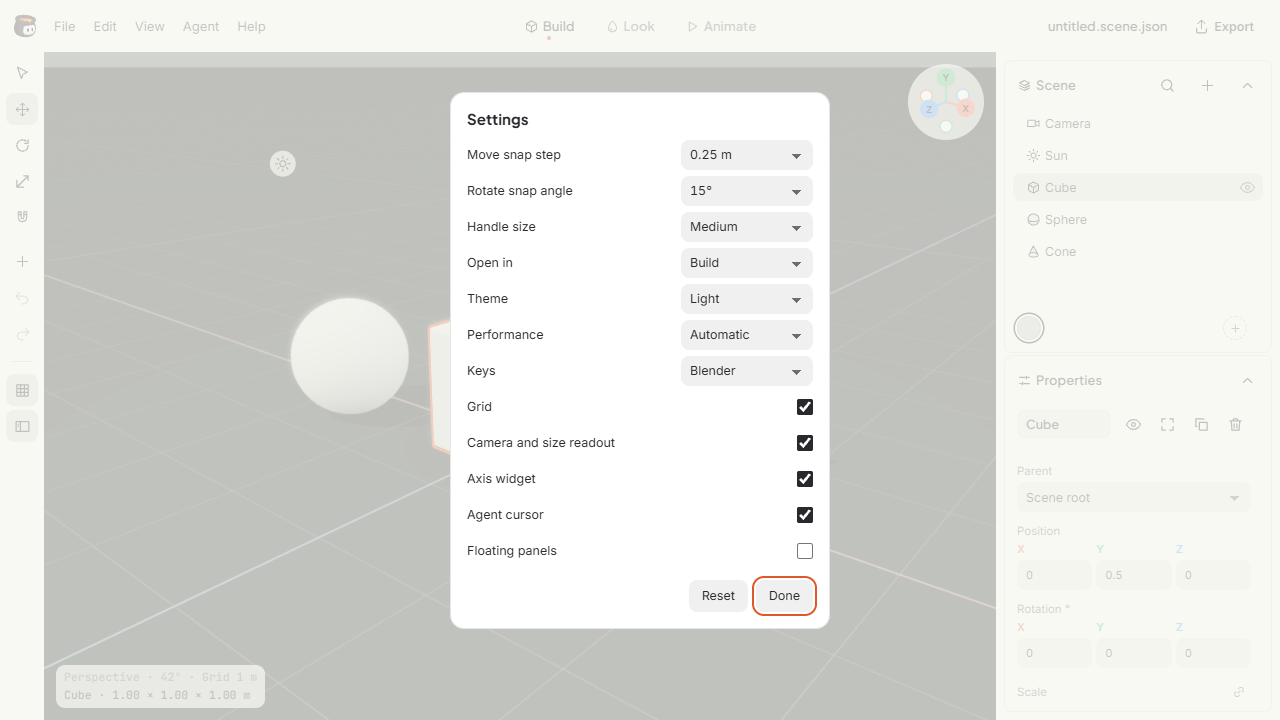 File Edit View Agent Help Build Look Animate untitled.scene.json Export
Settings
Move snap step 0.25 m
Rotate snap angle 15°
Handle size Medium
Open in Build
Theme Light
Performance Automatic
Keys Blender
Grid
Camera and size readout
Axis widget
Agent cursor
Floating panels
Reset Done
Y
Z X
Scene
Camera
Sun
Cube
Sphere
Cone
Properties
Cube
Parent
Scene root
Position
X Y Z
0 0.5 0
Rotation °
X Y Z
0 0 0
Scale
Perspective · 42° · Grid 1 m
Cube · 1.00 × 1.00 × 1.00 m